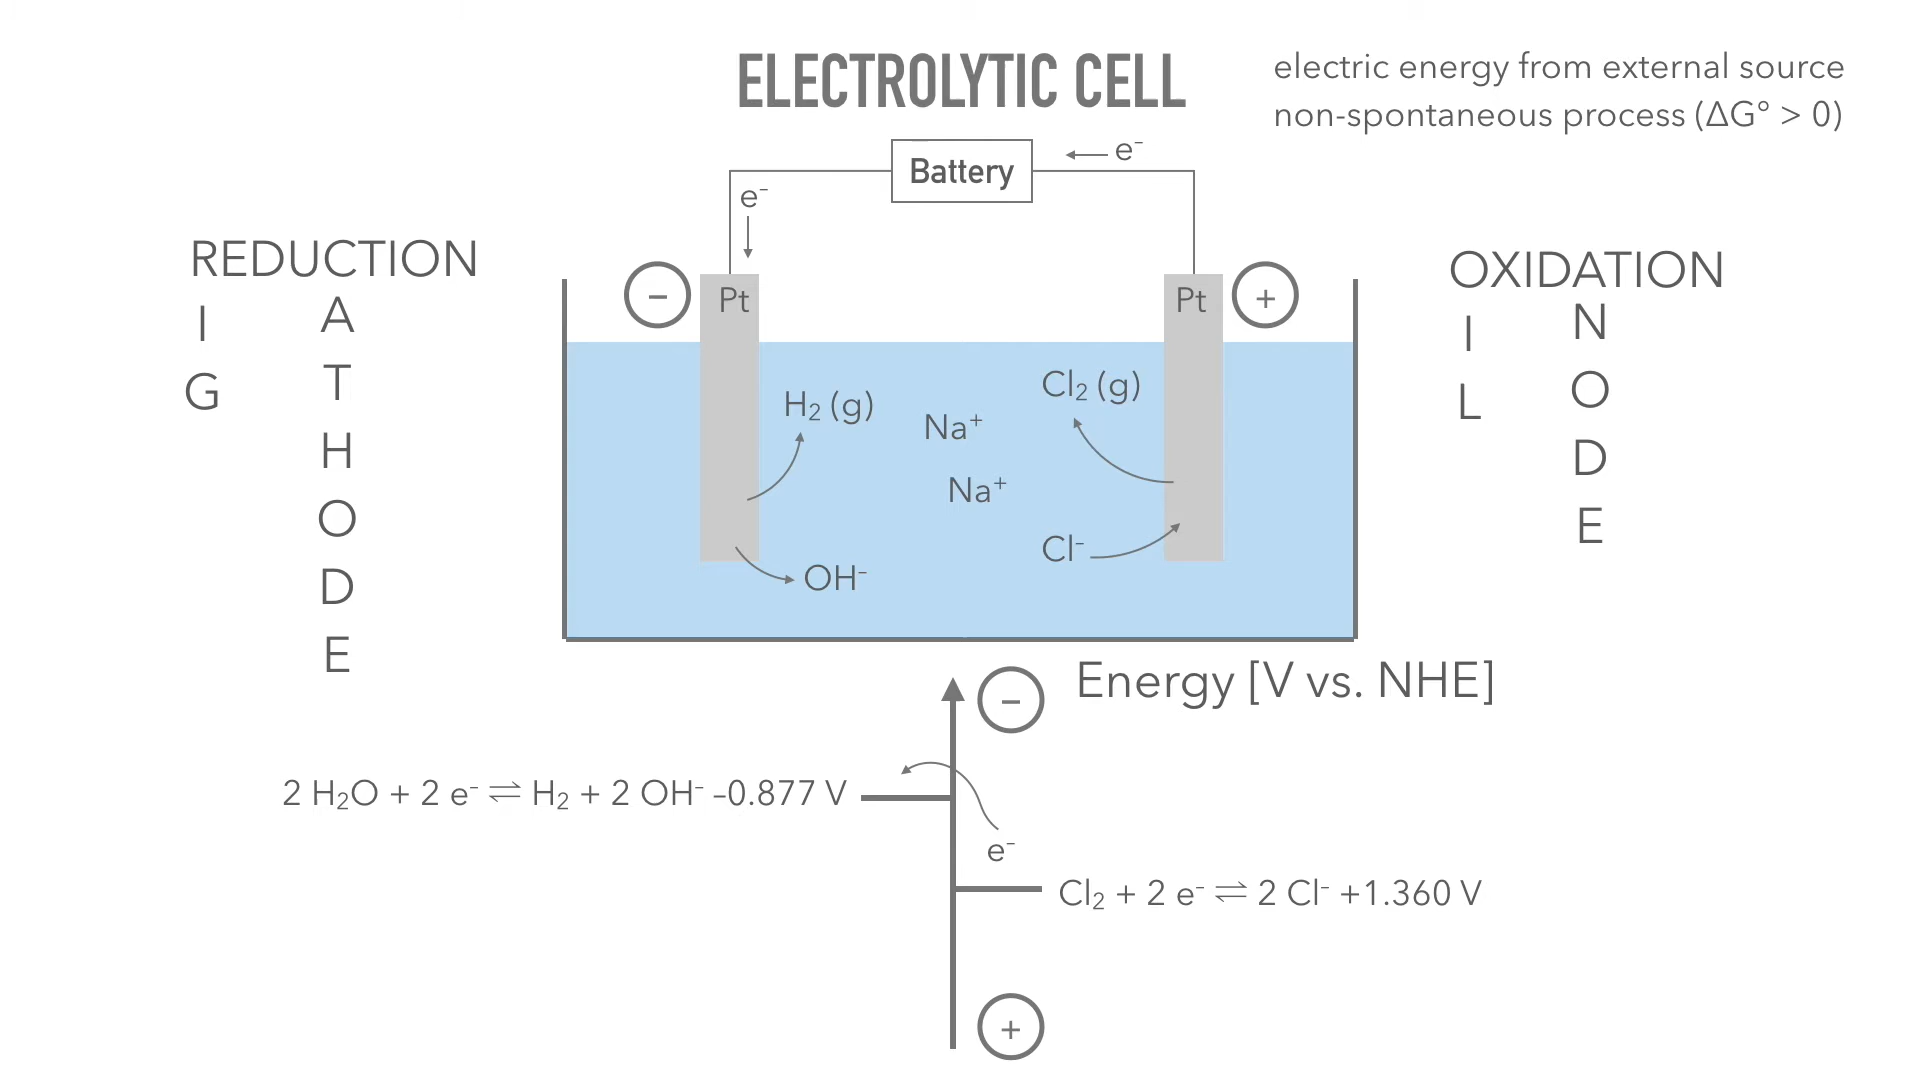 ELECTROLYTIC CELL
electric energy from external source
non-spontaneous process (ΔG° > 0)
Battery
e⁻
e⁻
REDUCTION
I
G
A
T
H
O
D
E
−
Pt
Pt
+
OXIDATION
I
L
N
O
D
E
H₂ (g)
Na⁺
Cl₂ (g)
Na⁺
Cl⁻
OH⁻
−
Energy [V vs. NHE]
2 H₂O + 2 e⁻ ⇌ H₂ + 2 OH⁻ –0.877 V
e⁻
Cl₂ + 2 e⁻ ⇌ 2 Cl⁻ +1.360 V
+